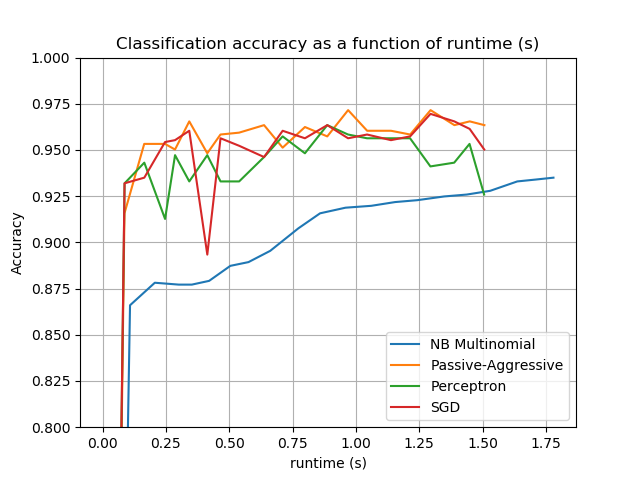 Classification accuracy as a function of runtime (s)
1.000
0.975
0.950
0.925
0.900
0.875
0.850
0.825
0.800
Accuracy
NB Multinomial
Passive-Aggressive
Perceptron
SGD
0.00 0.25 0.50 0.75 1.00 1.25 1.50 1.75
runtime (s)